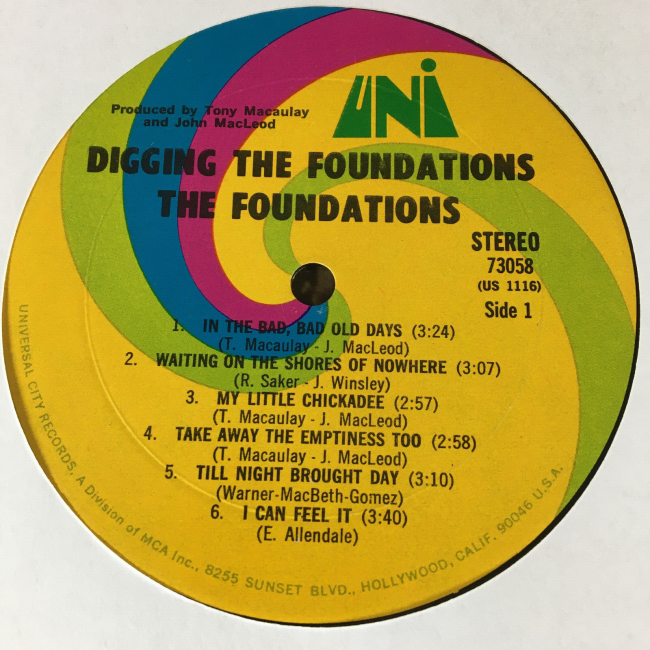 UNI
Produced by Tony Macaulay
and John MacLeod
DIGGING THE FOUNDATIONS
THE FOUNDATIONS
STEREO
73058
(US 1116)
Side 1
1. IN THE BAD, BAD OLD DAYS (3:24)
(T. Macaulay - J. MacLeod)
2. WAITING ON THE SHORES OF NOWHERE (3:07)
(R. Saker - J. Winsley)
3. MY LITTLE CHICKADEE (2:57)
(T. Macaulay - J. MacLeod)
4. TAKE AWAY THE EMPTINESS TOO (2:58)
(T. Macaulay - J. MacLeod)
5. TILL NIGHT BROUGHT DAY (3:10)
(Warner-MacBeth-Gomez)
6. I CAN FEEL IT (3:40)
(E. Allendale)
UNIVERSAL CITY RECORDS, A Division of MCA Inc., 8255 SUNSET BLVD., HOLLYWOOD, CALIF. 90046 U.S.A.